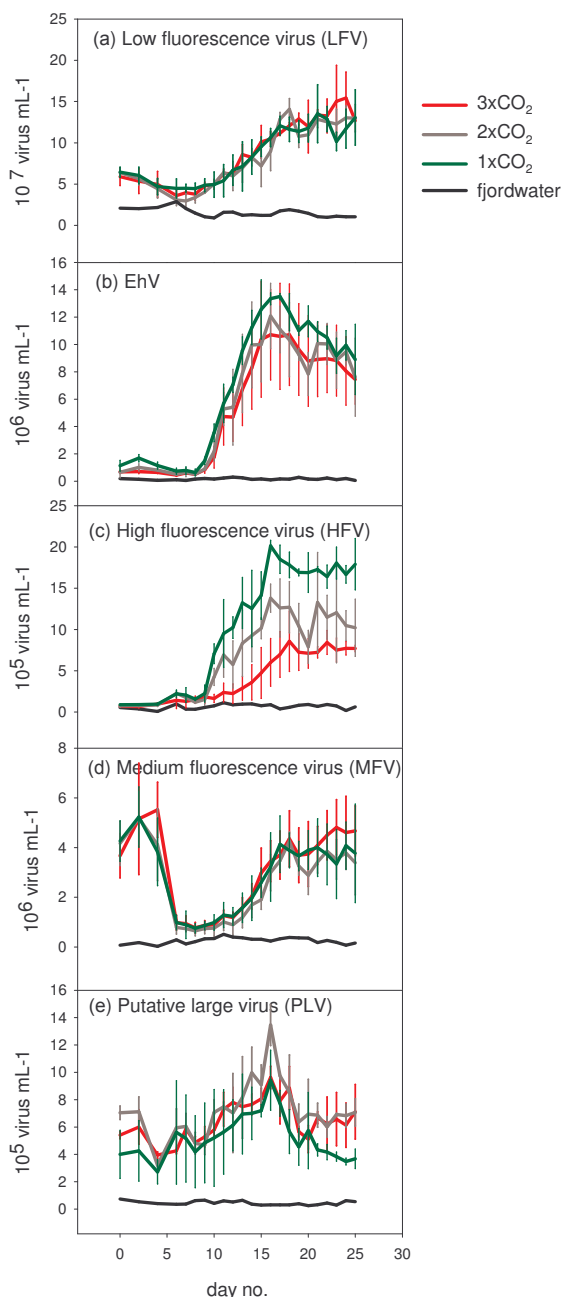 25
(a) Low fluorescence virus (LFV)
20
15
10
5
0
10 7 virus mL-1
3xCO2
2xCO2
1xCO2
fjordwater
16
(b) EhV
14
12
10
8
6
4
2
0
10⁶ virus mL-1
25
(c) High fluorescence virus (HFV)
20
15
10
5
0
10⁵ virus mL-1
8
(d) Medium fluorescence virus (MFV)
6
4
2
0
10⁶ virus mL-1
16
(e) Putative large virus (PLV)
14
12
10
8
6
4
2
0
10⁵ virus mL-1
0 5 10 15 20 25 30
day no.